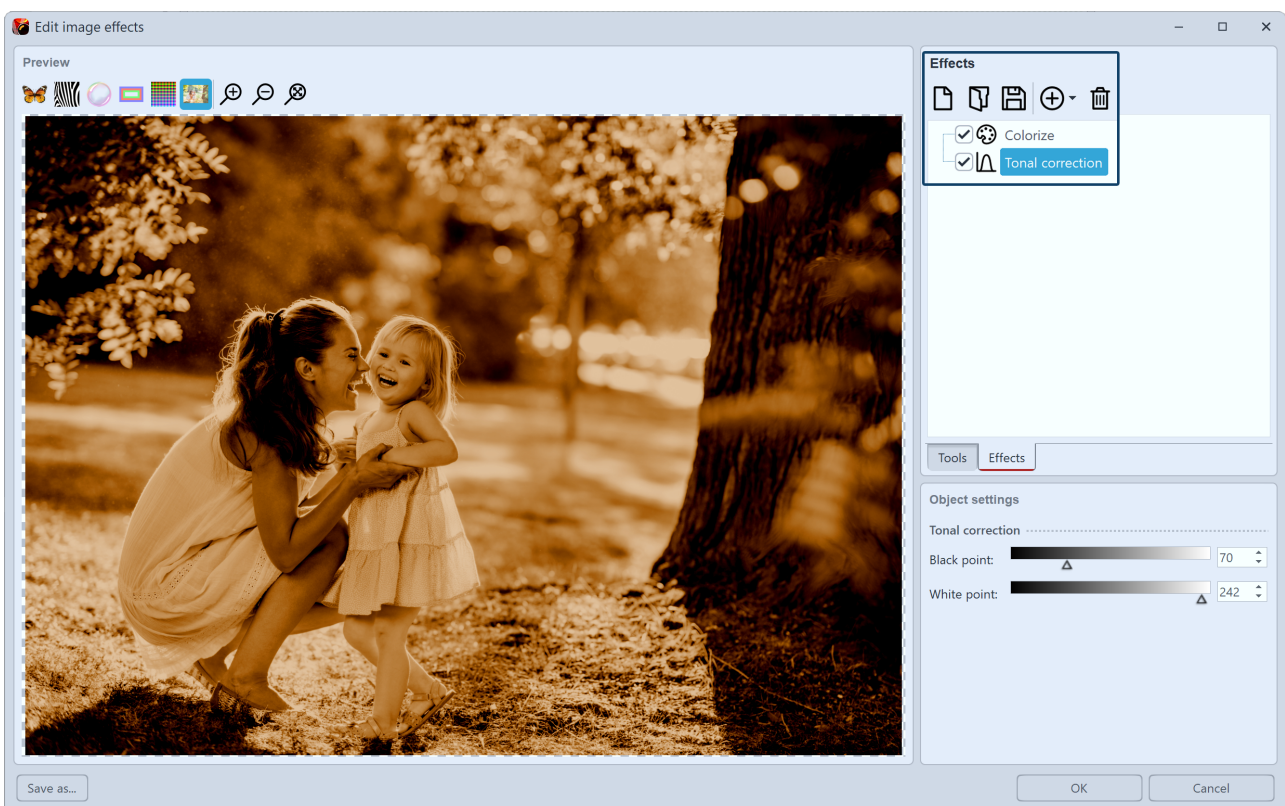 Edit image effects
Preview
Effects
Colorize
Tonal correction
Tools
Effects
Object settings
Tonal correction
Black point:
70
White point:
242
Save as...
OK
Cancel